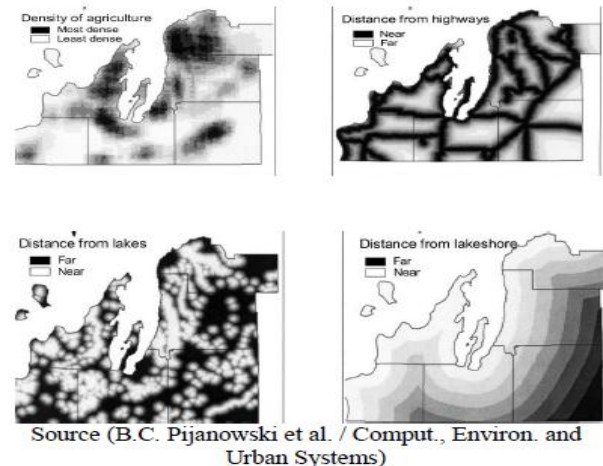 Density of agriculture
Most dense
Least dense
Distance from highways
Near
Far
Distance from lakes
Far
Near
Distance from lakeshore
Far
Near
Source (B.C. Pijanowski et al. / Comput., Environ. and
Urban Systems)